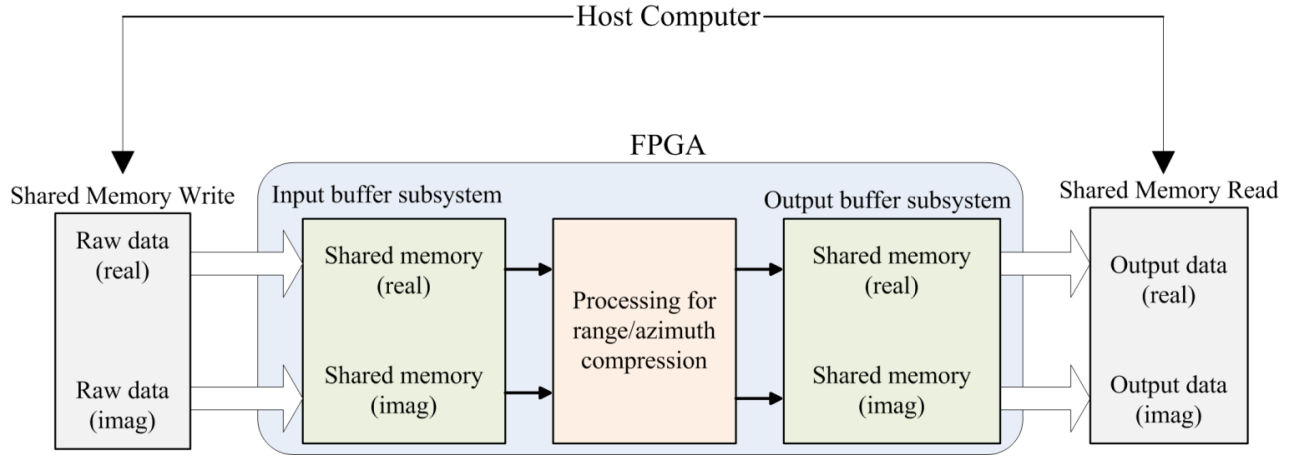 Host Computer
FPGA
Shared Memory Write
Input buffer subsystem
Output buffer subsystem
Shared Memory Read
Raw data
(real)
Raw data
(imag)
Shared memory
(real)
Shared memory
(imag)
Processing for
range/azimuth
compression
Shared memory
(real)
Shared memory
(imag)
Output data
(real)
Output data
(imag)